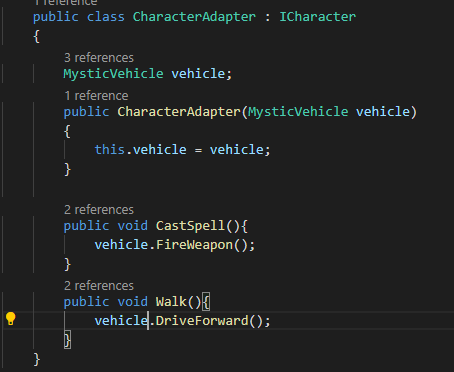 1 reference
public class CharacterAdapter : ICharacter
{
3 references
MysticVehicle vehicle;
1 reference
public CharacterAdapter(MysticVehicle vehicle)
{
this.vehicle = vehicle;
}
2 references
public void CastSpell(){
vehicle.FireWeapon();
}
2 references
public void Walk(){
vehicle.DriveForward();
}
}